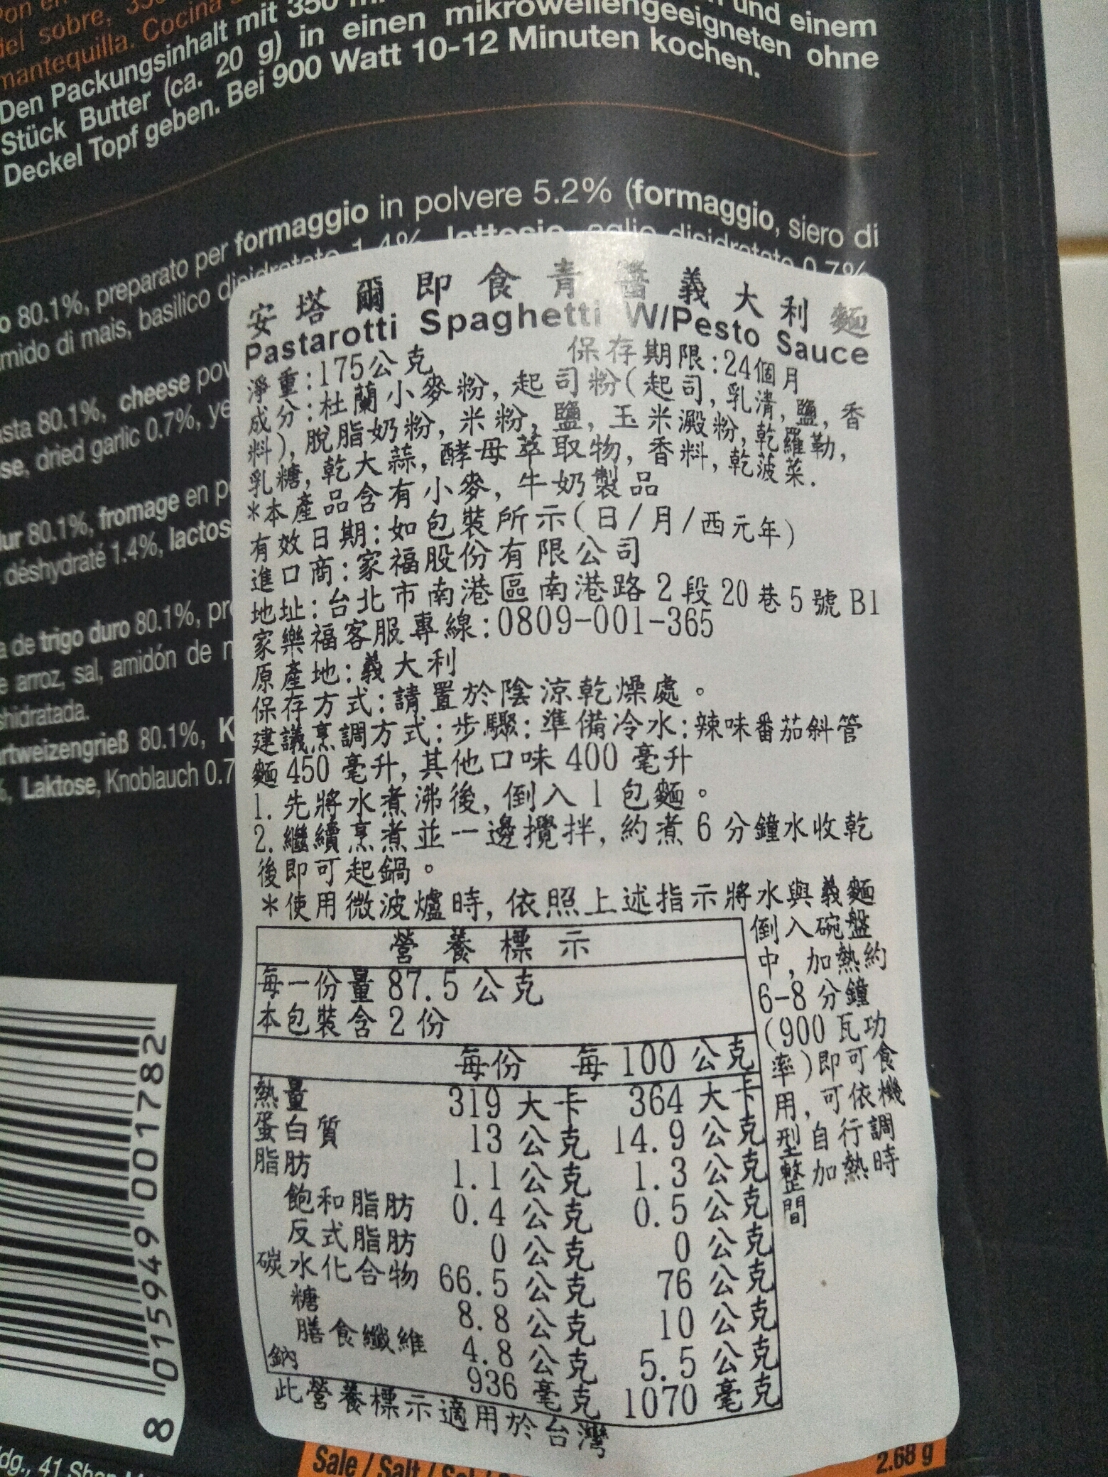 del sobre, 350
mantequilla. Cocina
Den Packungsinhalt mit 350 und einem
Stück Butter (ca. 20 g) in einen mikrowellengeeigneten ohne
Deckel Topf geben. Bei 900 Watt 10-12 Minuten kochen.
o 80.1%, preparato per formaggio in polvere 5.2% (formaggio, siero di
mido di mais, basilico disidratato 1.4%, lattosio, aglio disidratato 0.7%
asta 80.1%, cheese pow
se, dried garlic 0.7%, ye
dur 80.1%, fromage en p
déshydraté 1.4%, lactos
a de trigo duro 80.1%, pr
e arroz, sal, amidón de m
shidratada.
artweizengrieß 80.1%, K
%, Laktose, Knoblauch 0.7
安塔爾即食青醬義大利麵
Pastarotti Spaghetti W/Pesto Sauce
淨重:175公克 保存期限:24個月
成分:杜蘭小麥粉,起司粉(起司,乳清,鹽,香
料),脫脂奶粉,米粉,鹽,玉米澱粉,乾羅勒,
乳糖,乾大蒜,酵母萃取物,香料,乾菠菜.
*本產品含有小麥,牛奶製品
有效日期:如包裝所示(日/月/西元年)
進口商:家福股份有限公司
地址:台北市南港區南港路2段20巷5號B1
家樂福客服專線:0809-001-365
原產地:義大利
保存方式:請置於陰涼乾燥處。
建議烹調方式:步驟:準備冷水:辣味番茄斜管
麵450毫升,其他口味400毫升
1.先將水煮沸後,倒入1包麵。
2.繼續烹煮並一邊攪拌,約煮6分鐘水收乾
後即可起鍋。
*使用微波爐時,依照上述指示將水與義麵
倒入碗盤
中,加熱約
6-8分鐘
(900瓦功
率)即可食
用,可依機
型自行調
整加熱時
間
營養標示
每一份量87.5公克
本包裝含2份
每份 每100公克
熱量 319大卡 364大卡
蛋白質 13公克 14.9公克
脂肪 1.1公克 1.3公克
飽和脂肪 0.4公克 0.5公克
反式脂肪 0公克 0公克
碳水化合物 66.5公克 76公克
糖 8.8公克 10公克
膳食纖維 4.8公克 5.5公克
鈉 936毫克 1070毫克
此營養標示適用於台灣
8 015949 001782
Sale / Salt /
2.68 g